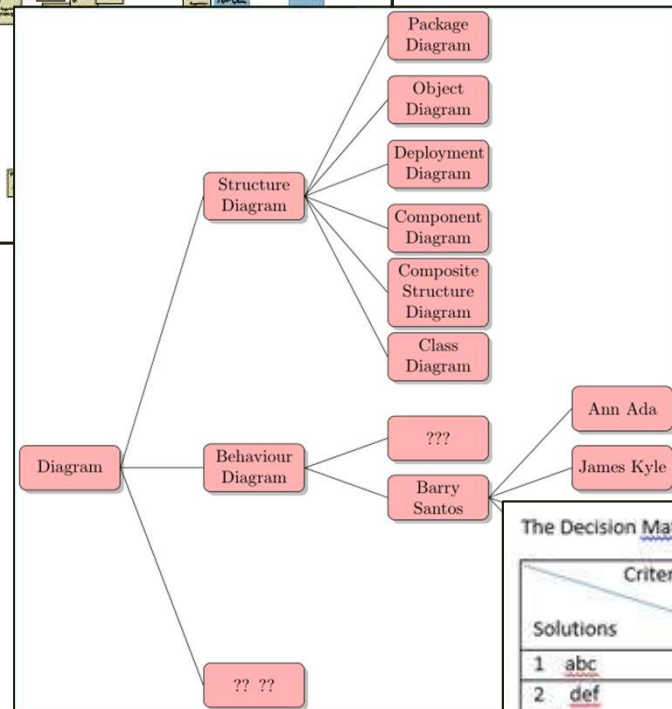 Package
Diagram
Object
Diagram
Deployment
Diagram
Structure
Diagram
Component
Diagram
Composite
Structure
Diagram
Class
Diagram
Ann Ada
???
Diagram
Behaviour
Diagram
James Kyle
Barry
Santos
The Decision Ma
Criter
Solutions
1 abc
2 def
?? ??